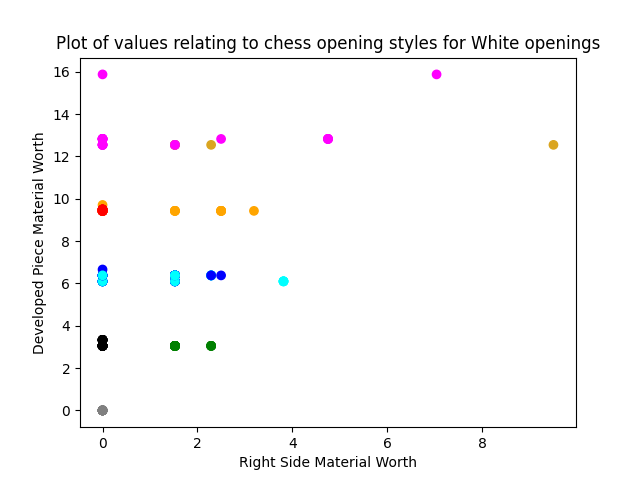 Plot of values relating to chess opening styles for White openings
16
14
12
10
8
6
4
2
0
Developed Piece Material Worth
0 2 4 6 8
Right Side Material Worth